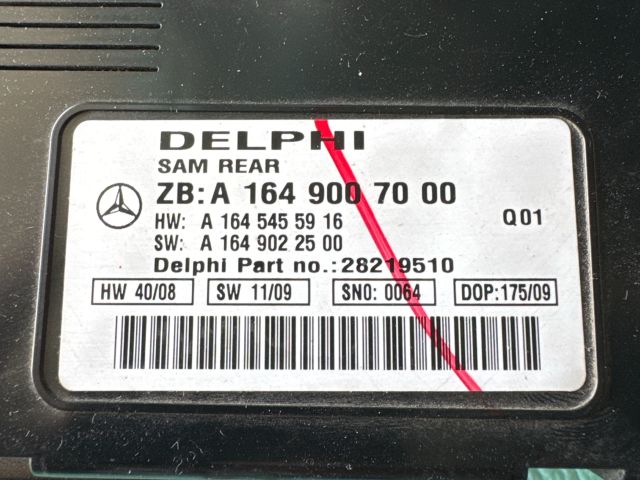 DELPHI
SAM REAR
ZB: A 164 900 70 00
HW: A 164 545 59 16
Q01
SW: A 164 902 25 00
Delphi Part no.:28219510
HW 40/08 SW 11/09 SNO: 0064 DOP:175/09